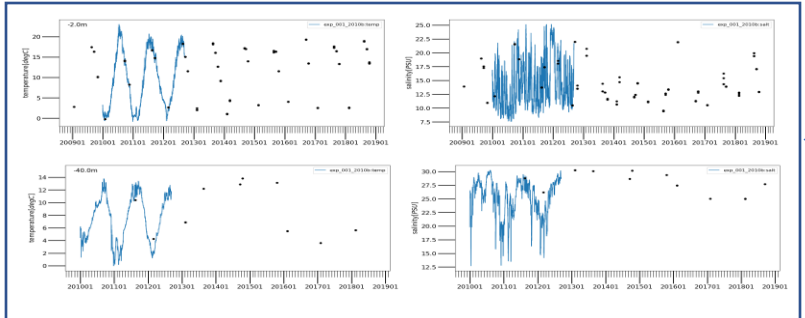 -2.0m
exp_001_2010b:temp
temperature[degC]
20
15
10
5
0
200901 201001 201101 201201 201301 201401 201501 201601 201701 201801 201901
exp_001_2010b:salt
salinity[PSU]
25.0
22.5
20.0
17.5
15.0
12.5
10.0
7.5
200901 201001 201101 201201 201301 201401 201501 201601 201701 201801 201901
-40.0m
exp_001_2010b:temp
temperature[degC]
14
12
10
8
6
4
2
0
201001 201101 201201 201301 201401 201501 201601 201701 201801 201901
exp_001_2010b:salt
salinity[PSU]
30.0
27.5
25.0
22.5
20.0
17.5
15.0
12.5
201001 201101 201201 201301 201401 201501 201601 201701 201801 201901